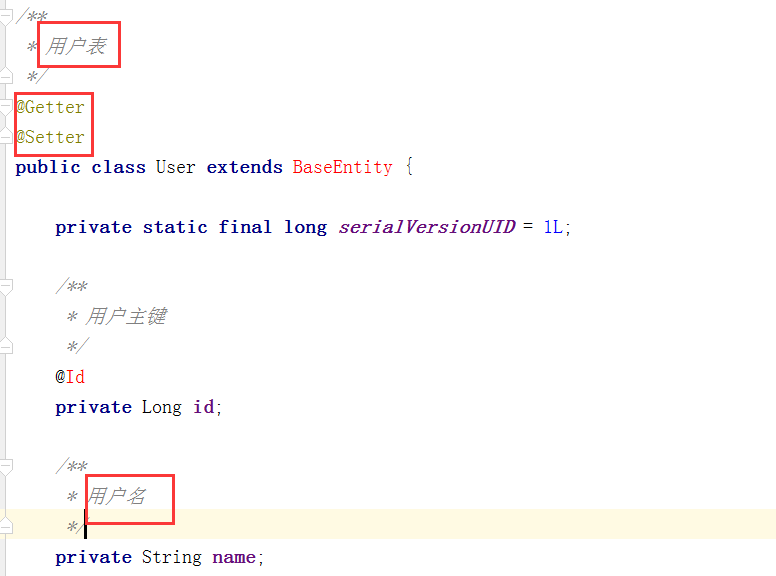 /**
 * 用户表
 */
@Getter
@Setter
public class User extends BaseEntity {
    private static final long serialVersionUID = 1L;
    /**
     * 用户主键
     */
    @Id
    private Long id;
    /**
     * 用户名
     */
    private String name;